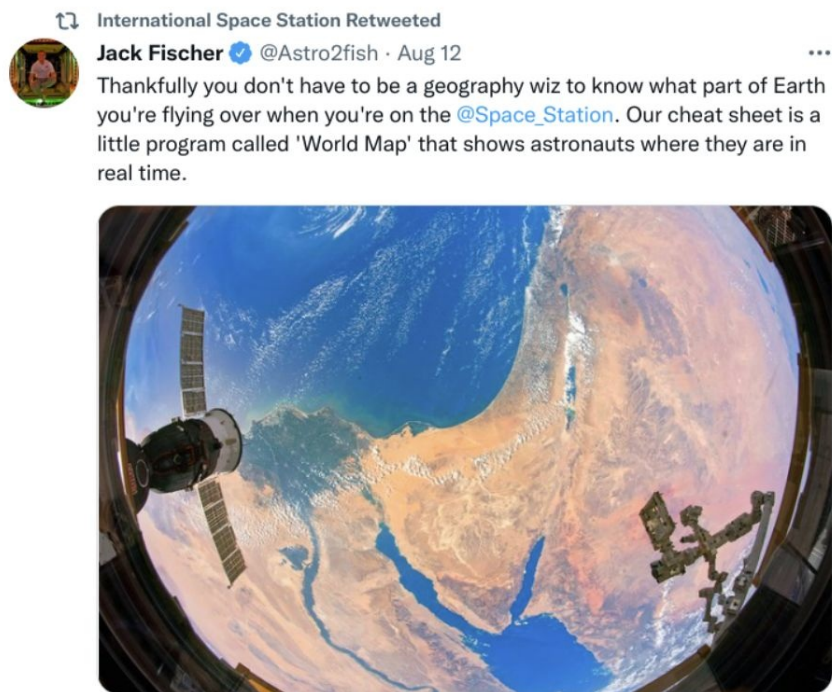 International Space Station Retweeted
Jack Fischer @Astro2fish · Aug 12
Thankfully you don't have to be a geography wiz to know what part of Earth
you're flying over when you're on the @Space_Station. Our cheat sheet is a
little program called 'World Map' that shows astronauts where they are in
real time.